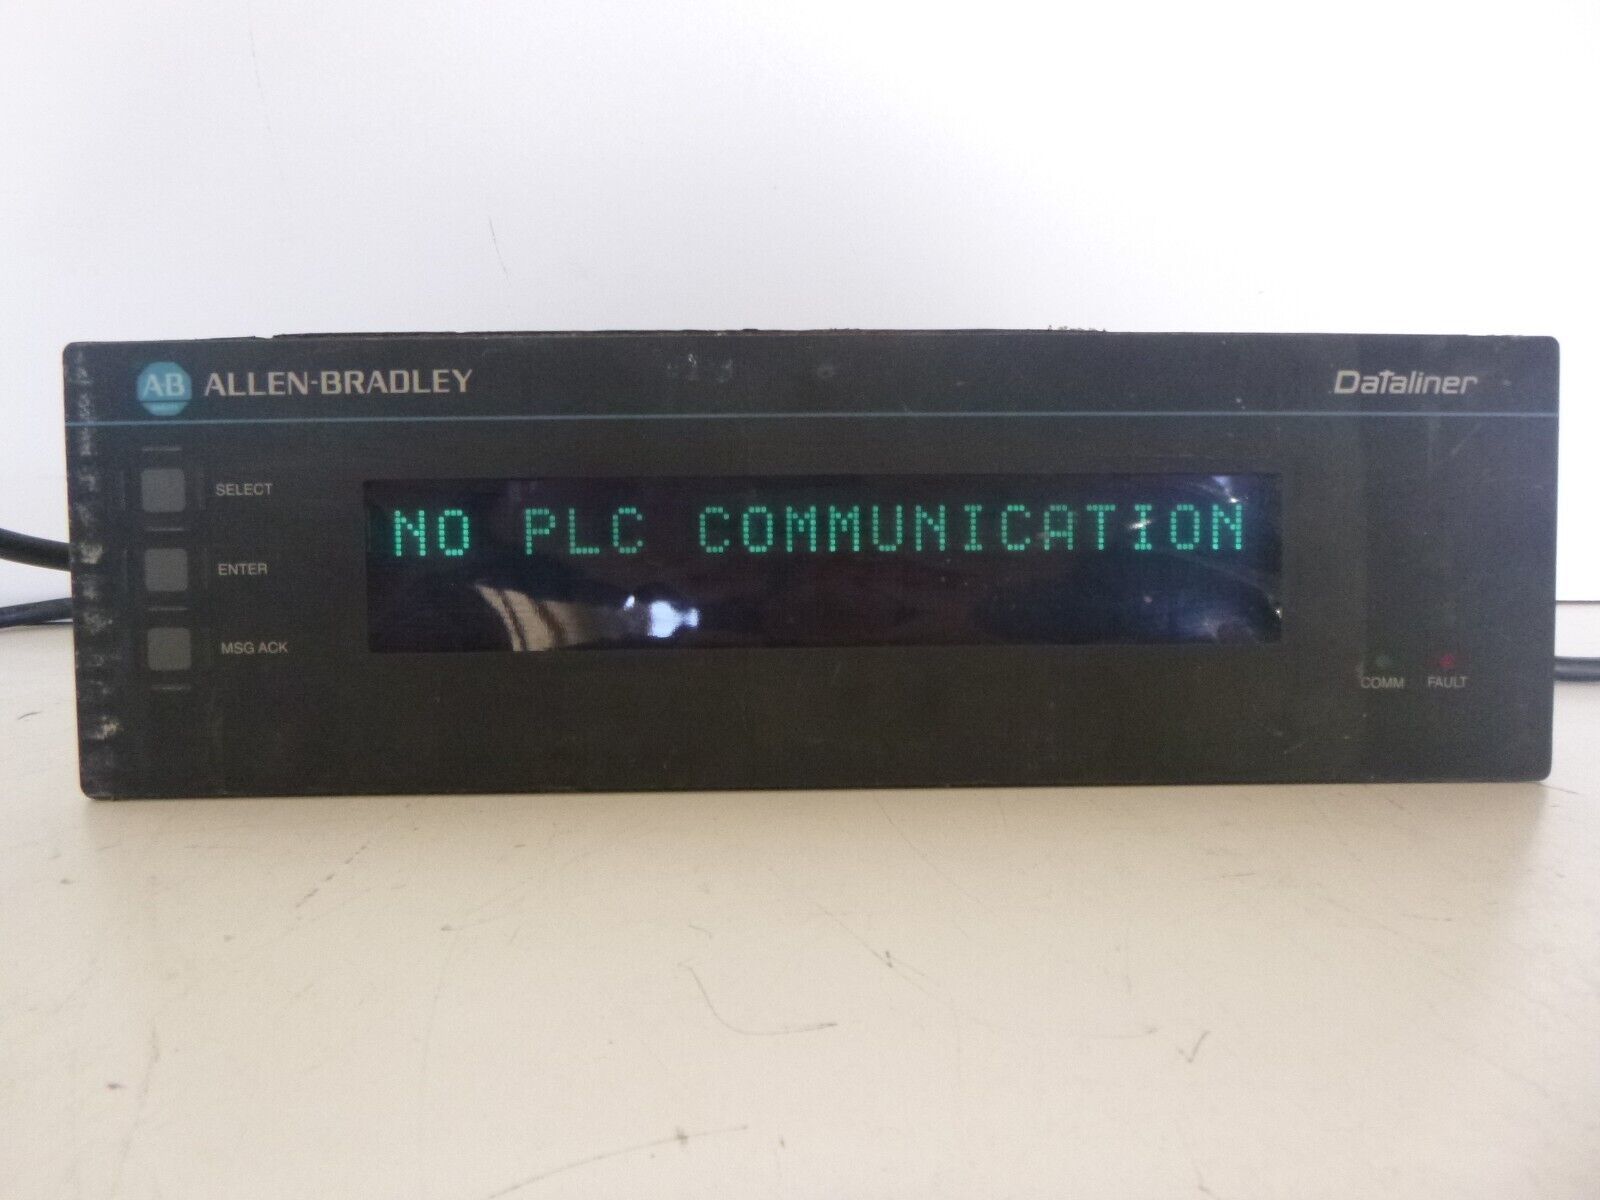 AB ALLEN-BRADLEY
Dataliner
SELECT
NO PLC COMMUNICATION
ENTER
MSG ACK
COMM FAULT